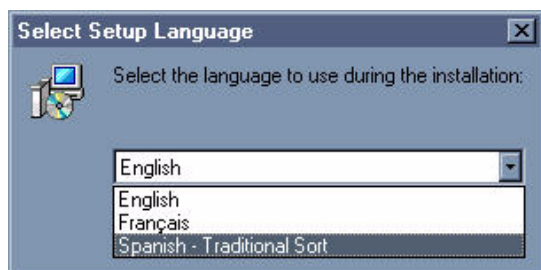 Select Setup Language
Select the language to use during the installation:
English
English
Français
Spanish - Traditional Sort